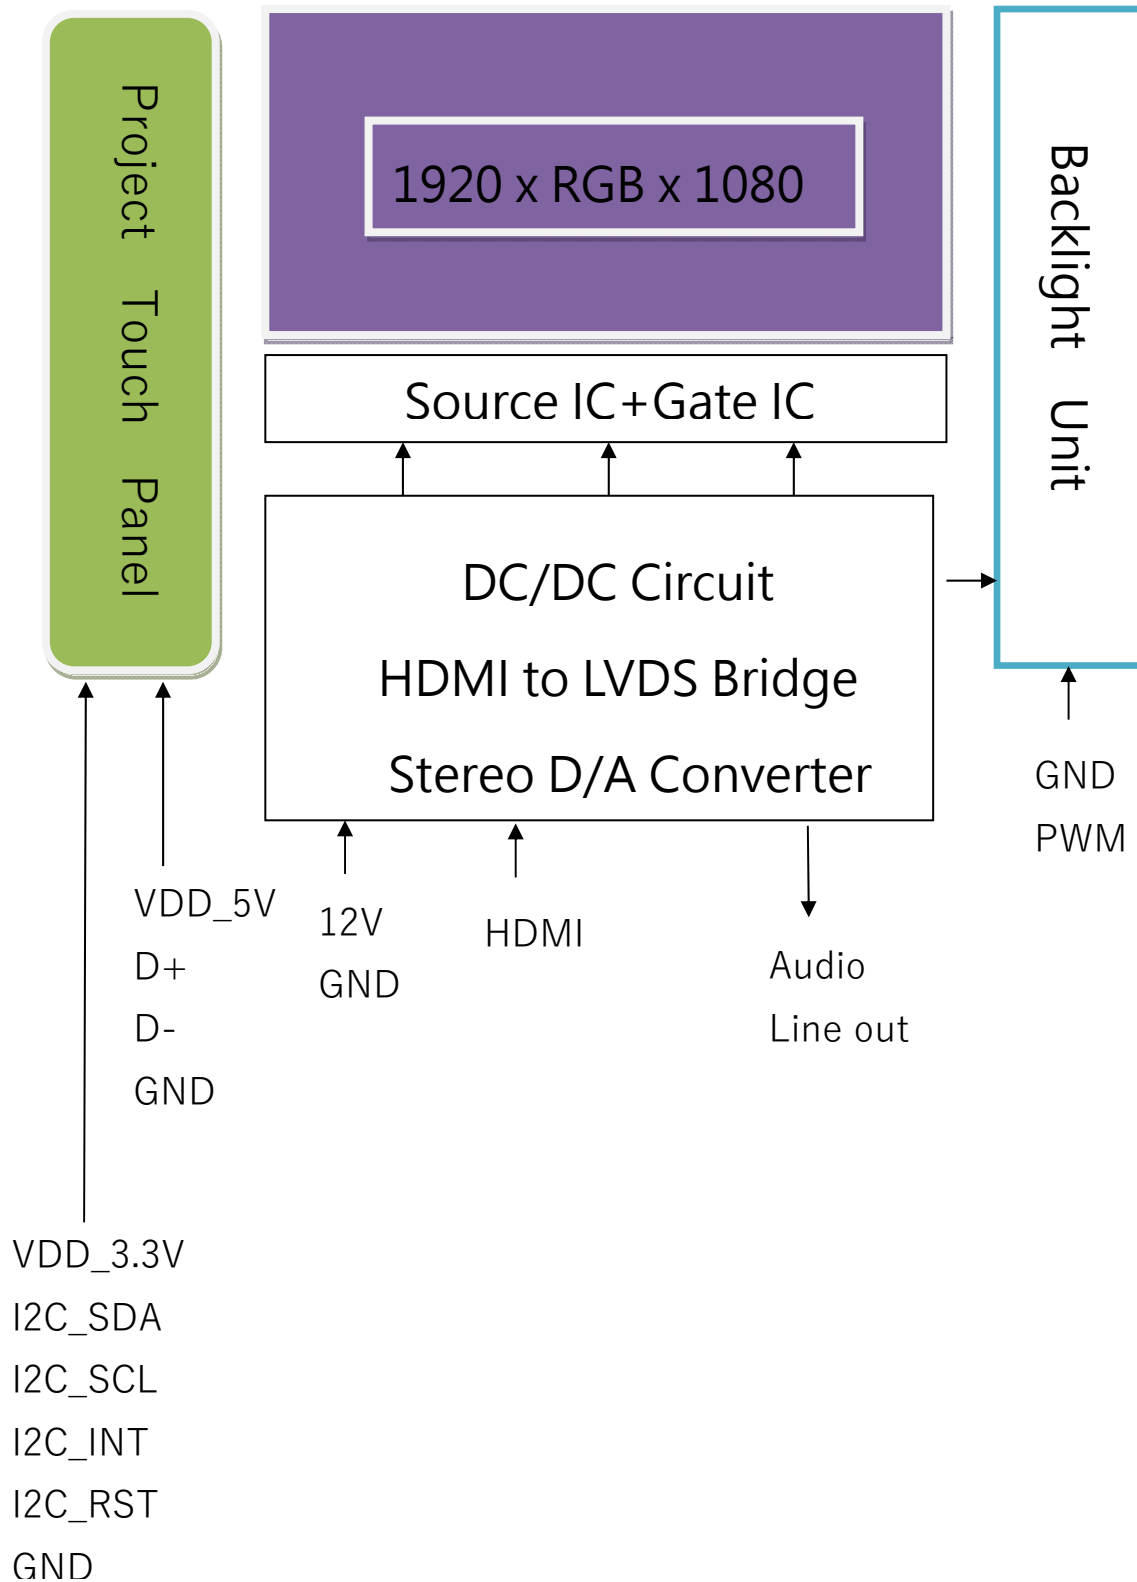 Project Touch Panel
1920 x RGB x 1080
Backlight Unit
Source IC+Gate IC
DC/DC Circuit
HDMI to LVDS Bridge
Stereo D/A Converter
GND
PWM
VDD_5V
D+
D-
GND
12V
GND
HDMI
Audio
Line out
VDD_3.3V
I2C_SDA
I2C_SCL
I2C_INT
I2C_RST
GND